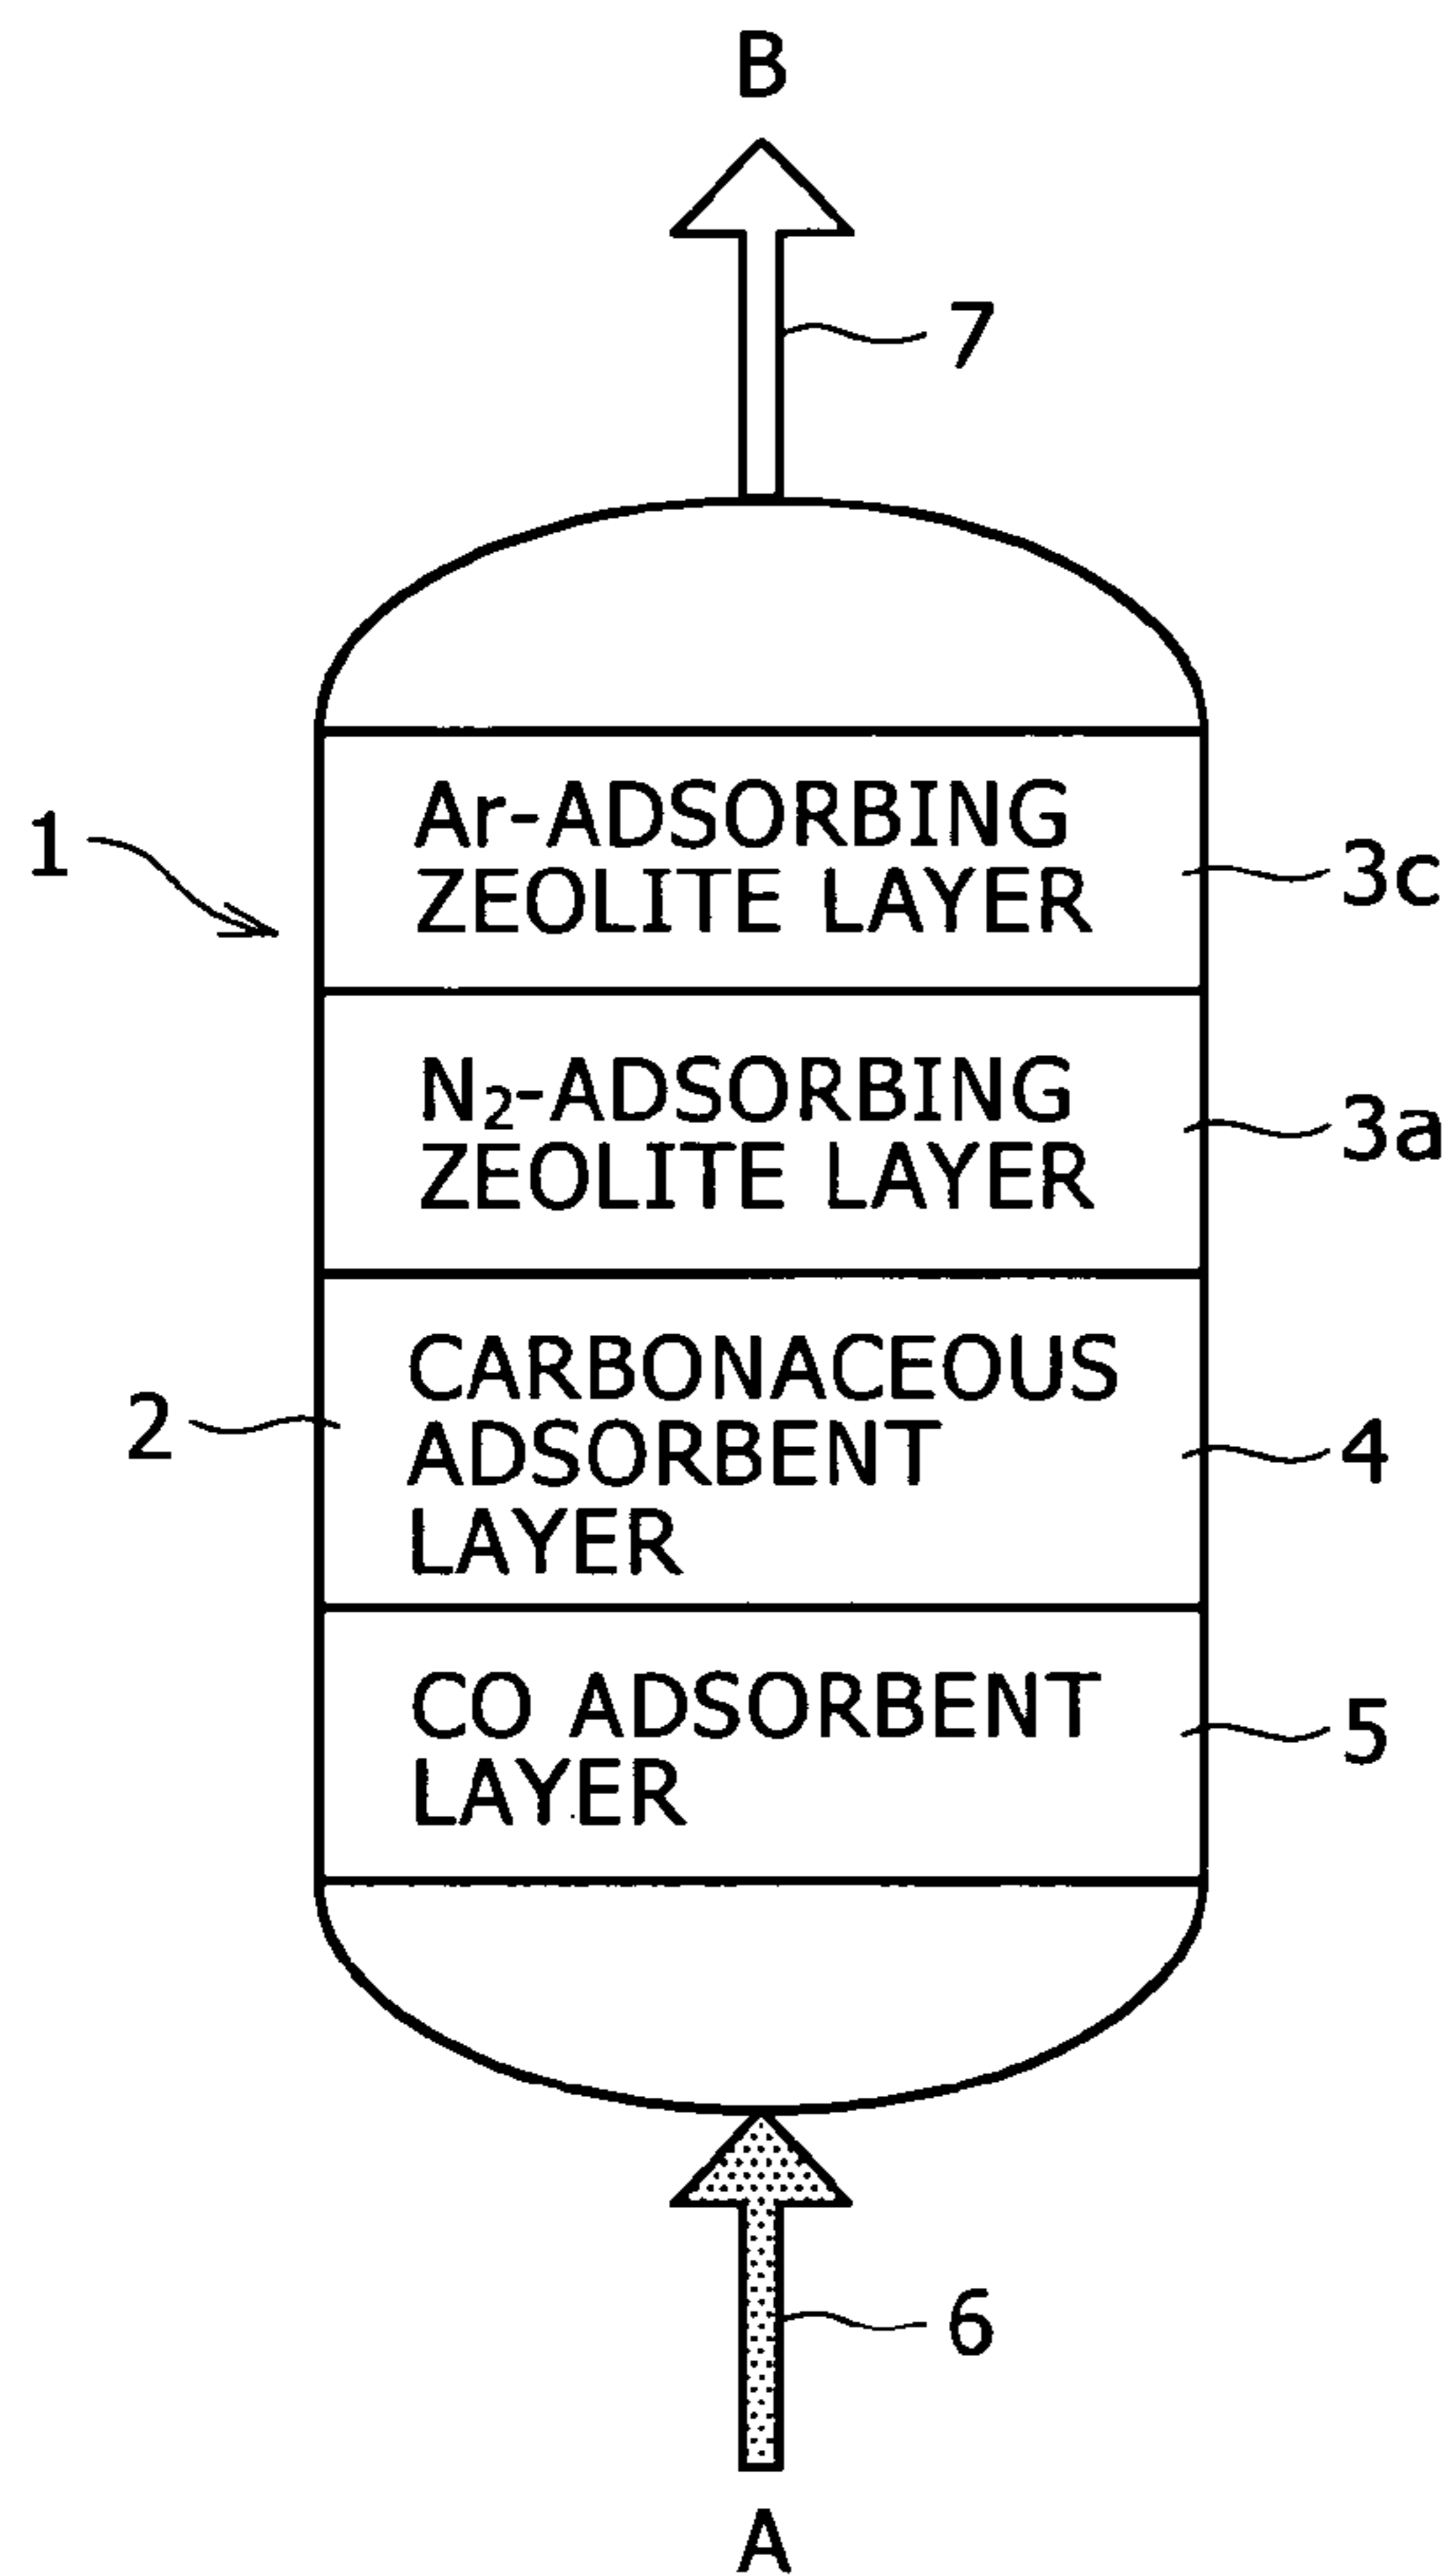 B
7
1
Ar-ADSORBING
ZEOLITE LAYER
3c
N₂-ADSORBING
ZEOLITE LAYER
3a
CARBONACEOUS
ADSORBENT
LAYER
2
4
CO ADSORBENT
LAYER
5
6
A